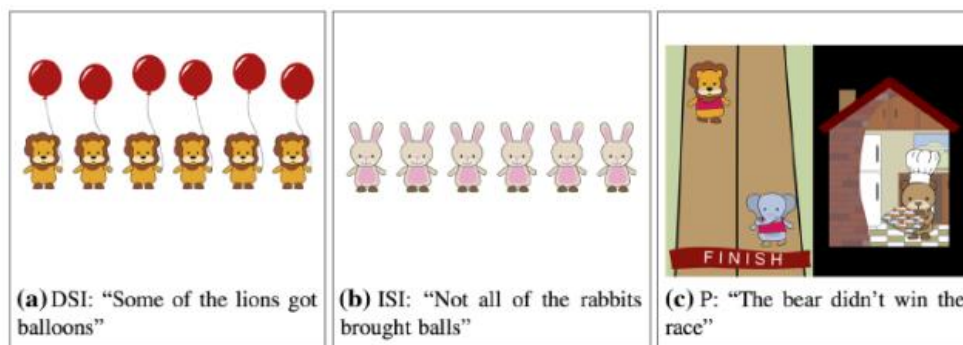 FINISH
(a) DSI: “Some of the lions got
balloons”
(b) ISI: “Not all of the rabbits
brought balls”
(c) P: “The bear didn’t win the
race”